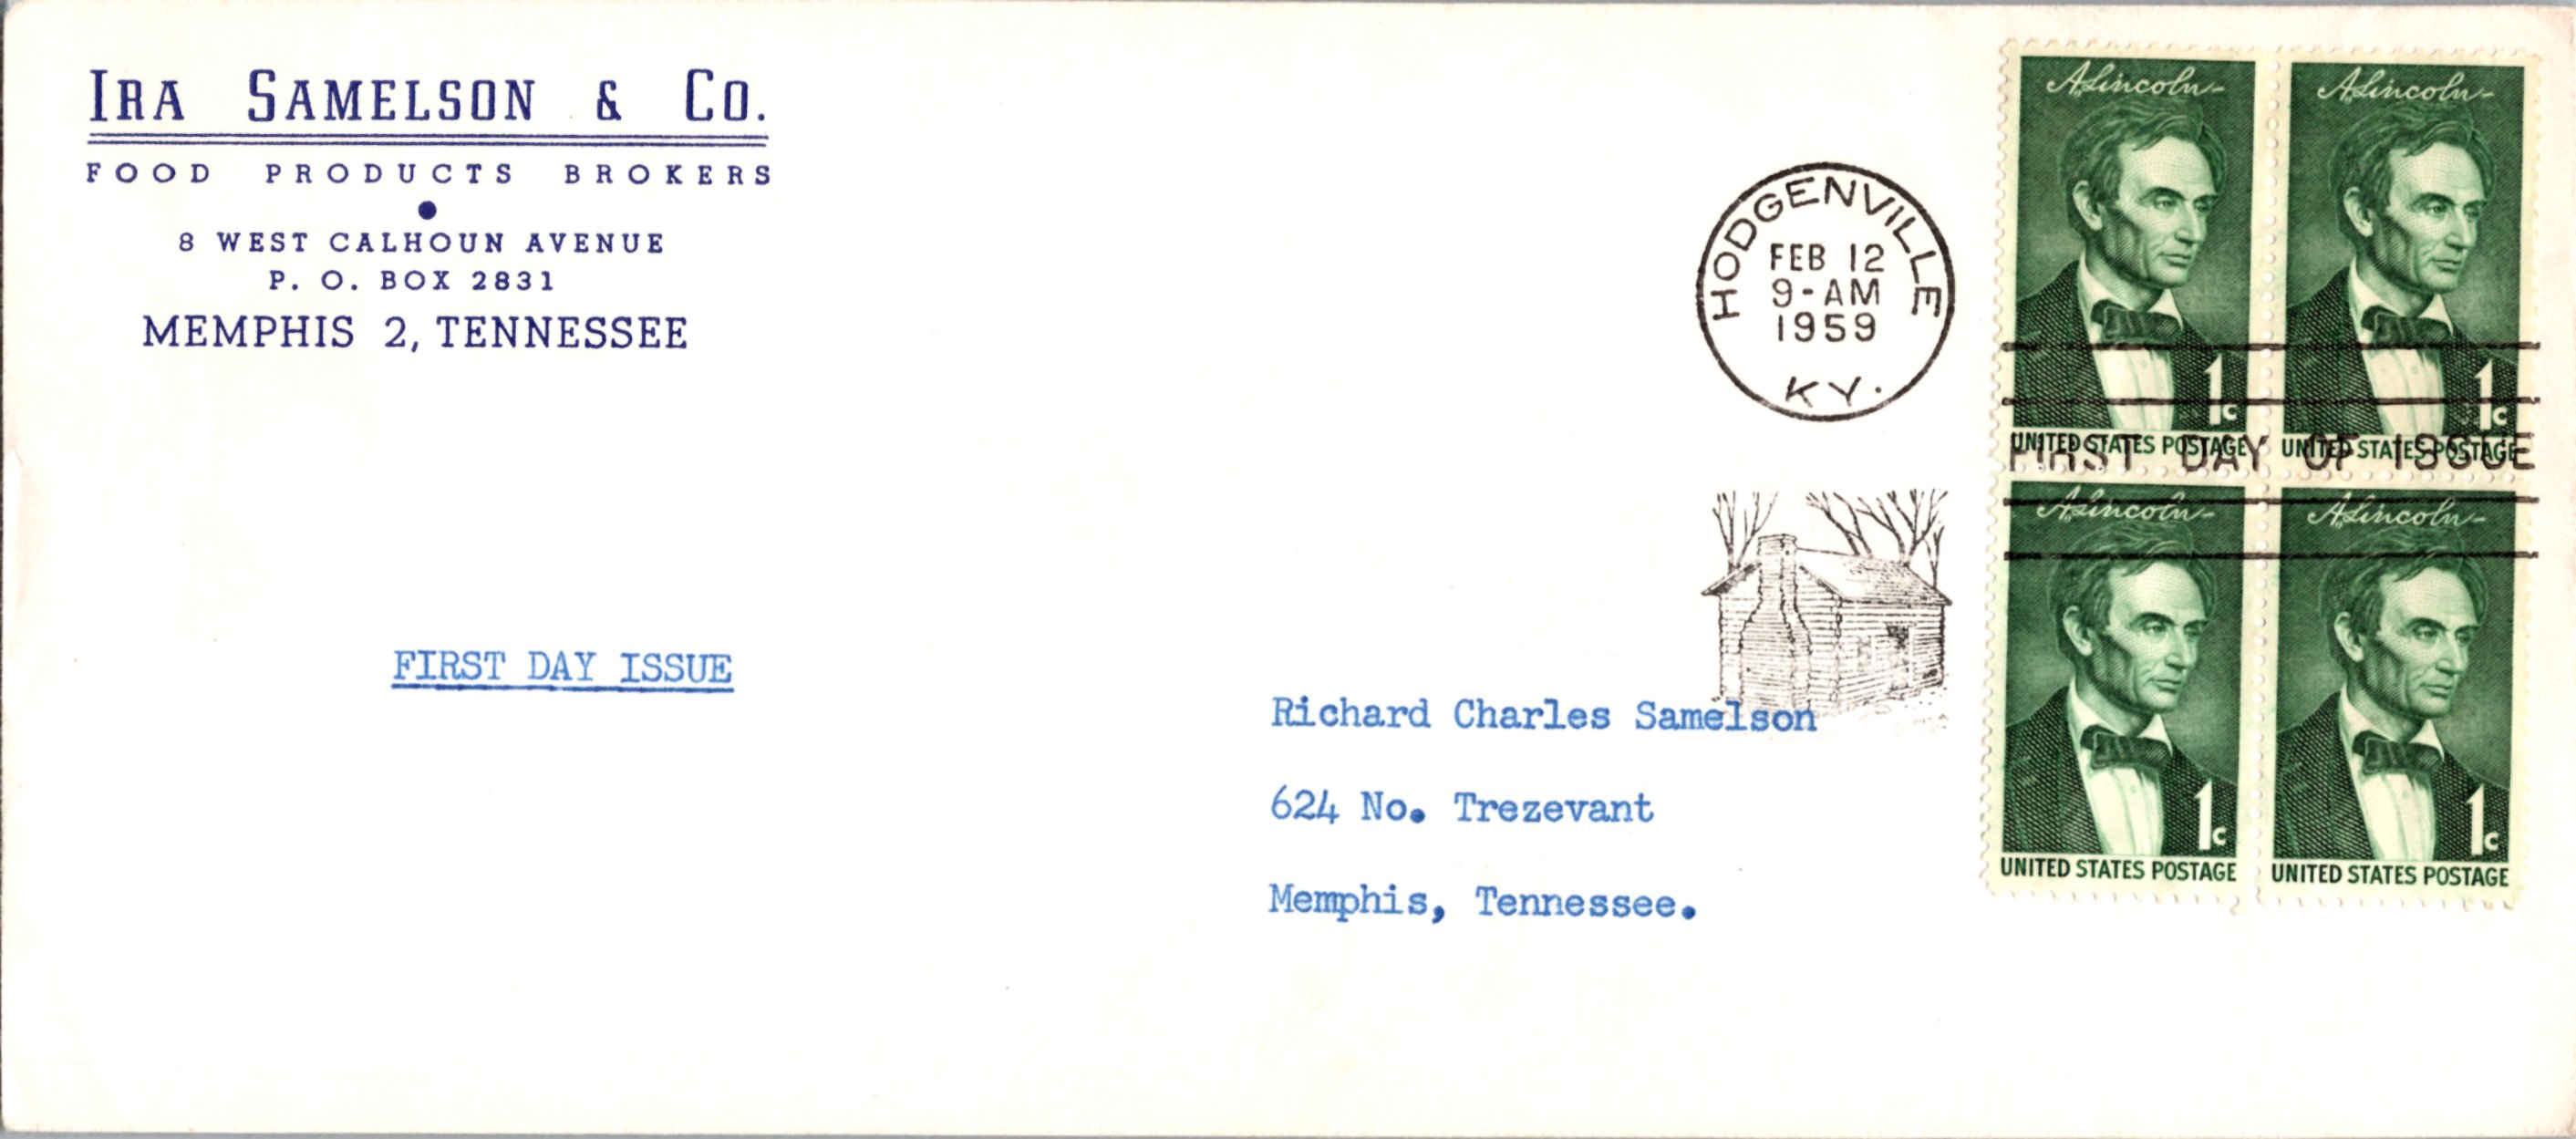 IRA SAMELSON & CO.
FOOD PRODUCTS BROKERS
8 WEST CALHOUN AVENUE
P. O. BOX 2831
MEMPHIS 2, TENNESSEE
HODGENVILLE
FEB 12
9-AM
1959
KY.
A. Lincoln-
A. Lincoln-
1c
1c
UNITED STATES POSTAGE
UNITED STATES POSTAGE
FIRST DAY OF ISSUE
A. Lincoln-
A. Lincoln-
1c
1c
UNITED STATES POSTAGE
UNITED STATES POSTAGE
FIRST DAY ISSUE
Richard Charles Samelson
624 No. Trezevant
Memphis, Tennessee.